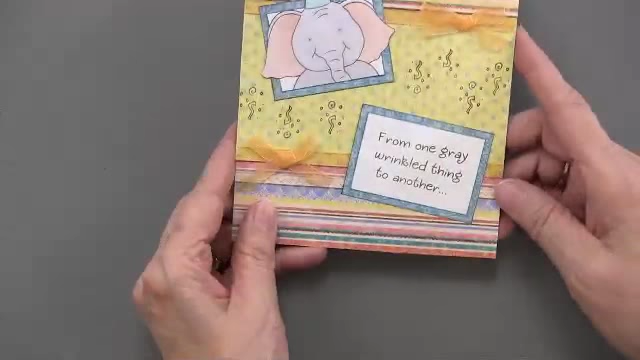 From one gray
wrinkled thing
to another...